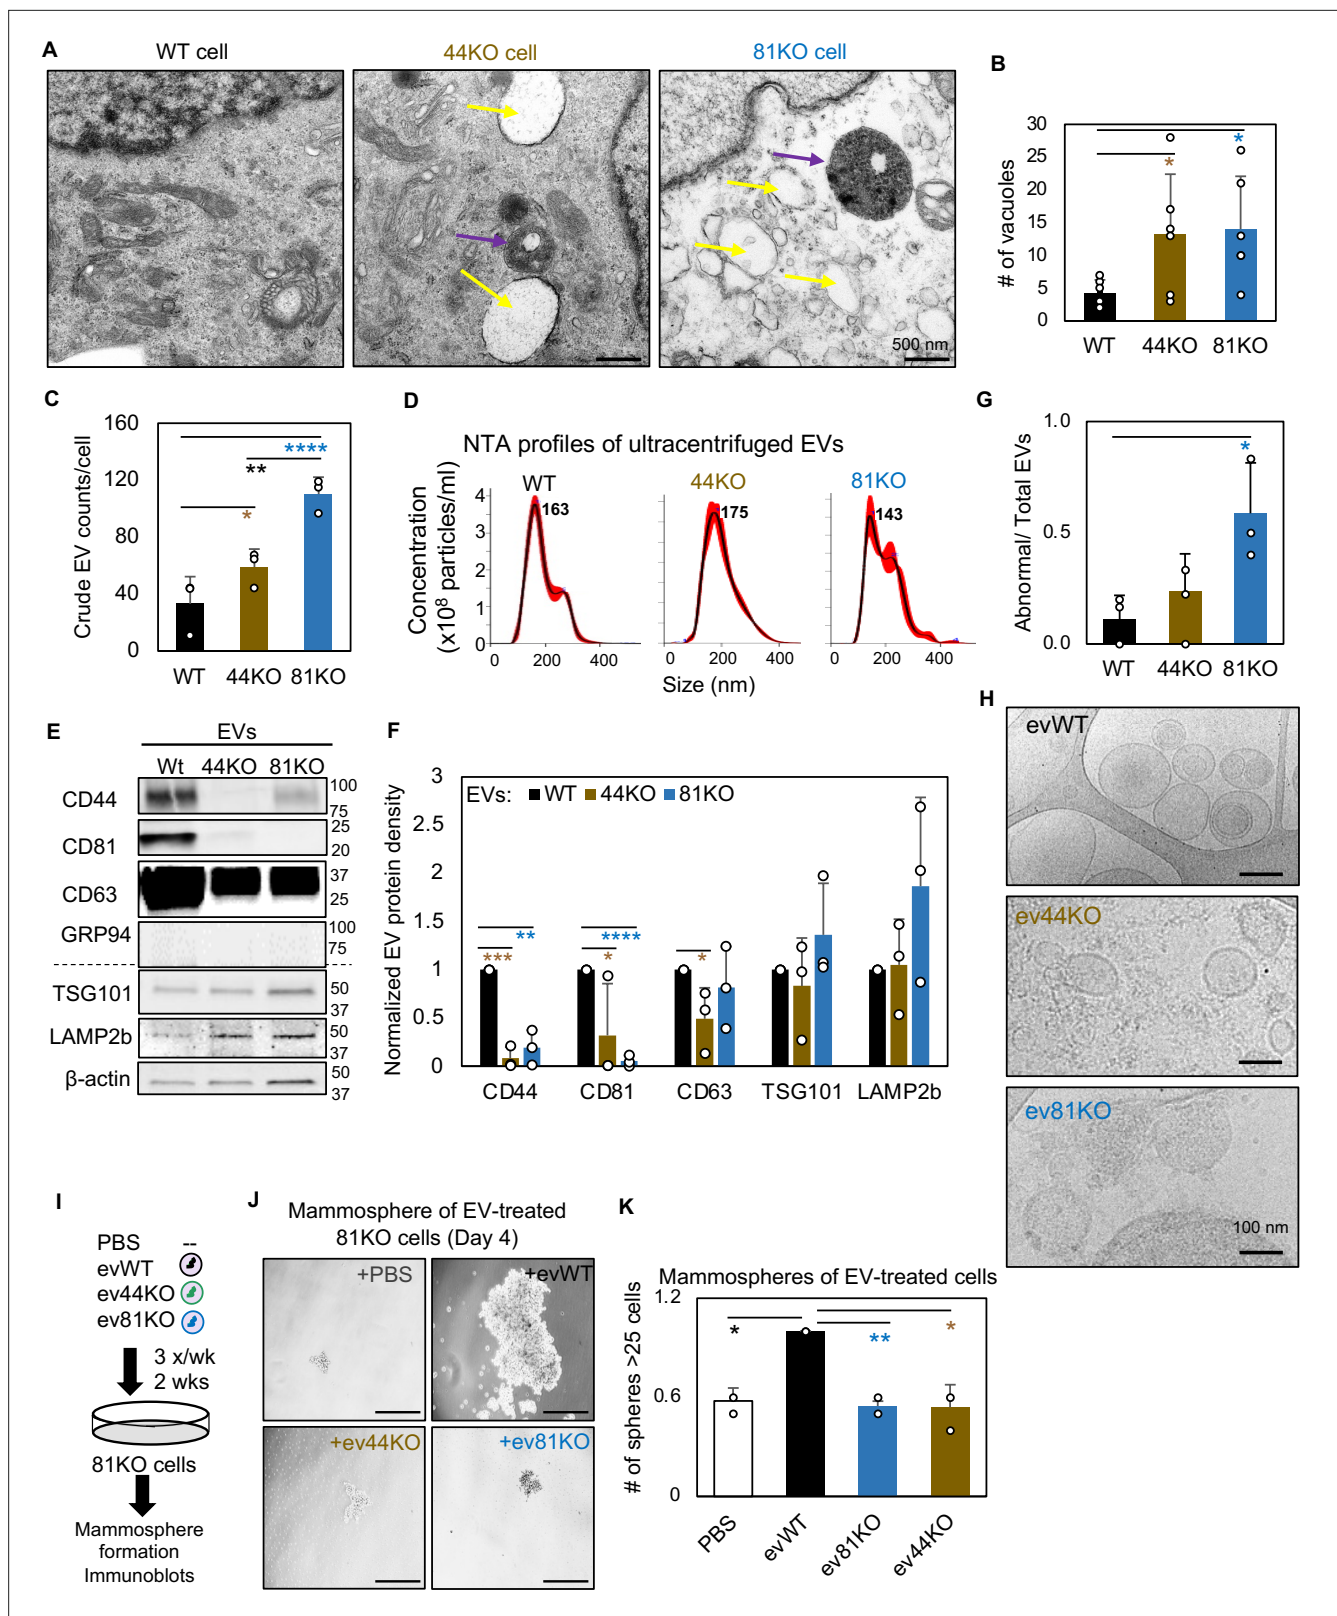 A
WT cell
44KO cell
81KO cell
500 nm
B
# of vacuoles
30
25
20
15
10
5
0
*
*
WT
44KO
81KO
C
Crude EV counts/cell
160
120
80
40
0
****
**
*
WT
44KO
81KO
D
NTA profiles of ultracentrifuged EVs
Concentration
(x10⁸ particles/ml)
WT
44KO
81KO
4
3
2
1
0
163
175
143
0
200
400
0
200
400
0
200
400
Size (nm)
G
Abnormal/ Total EVs
1.0
0.5
0.0
*
WT
44KO
81KO
E
EVs
Wt
44KO
81KO
CD44
100
75
CD81
25
20
CD63
37
25
GRP94
100
75
TSG101
50
37
LAMP2b
50
37
β-actin
50
37
F
Normalized EV protein density
3
2.5
2
1.5
1
0.5
0
EVs: WT 44KO 81KO
***
**
*
****
*
CD44
CD81
CD63
TSG101
LAMP2b
H
evWT
ev44KO
ev81KO
100 nm
I
PBS --
evWT
ev44KO
ev81KO
3 x/wk
2 wks
81KO cells
Mammosphere
formation
Immunoblots
J
Mammosphere of EV-treated
81KO cells (Day 4)
+PBS
+evWT
+ev44KO
+ev81KO
K
Mammospheres of EV-treated cells
# of spheres >25 cells
1.2
0.6
0
*
**
*
PBS
evWT
ev81KO
ev44KO